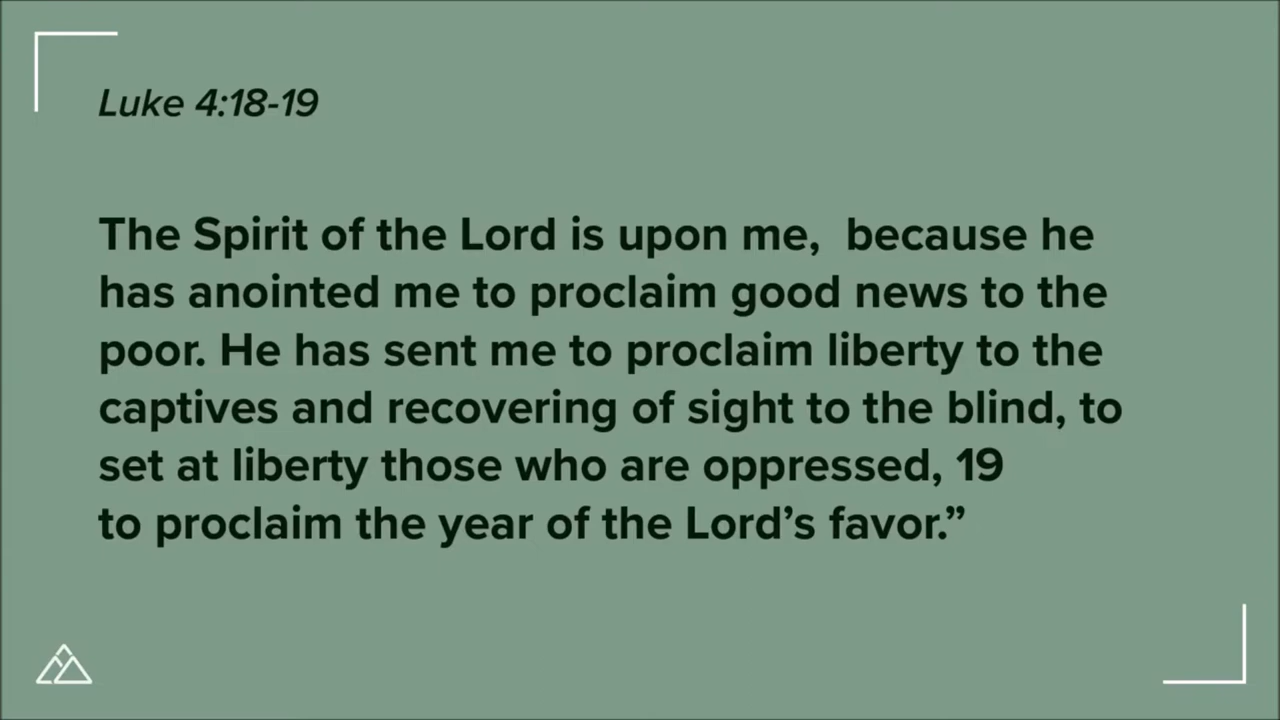 Luke 4:18-19
The Spirit of the Lord is upon me,  because he
has anointed me to proclaim good news to the
poor. He has sent me to proclaim liberty to the
captives and recovering of sight to the blind, to
set at liberty those who are oppressed, 19
to proclaim the year of the Lord’s favor.”